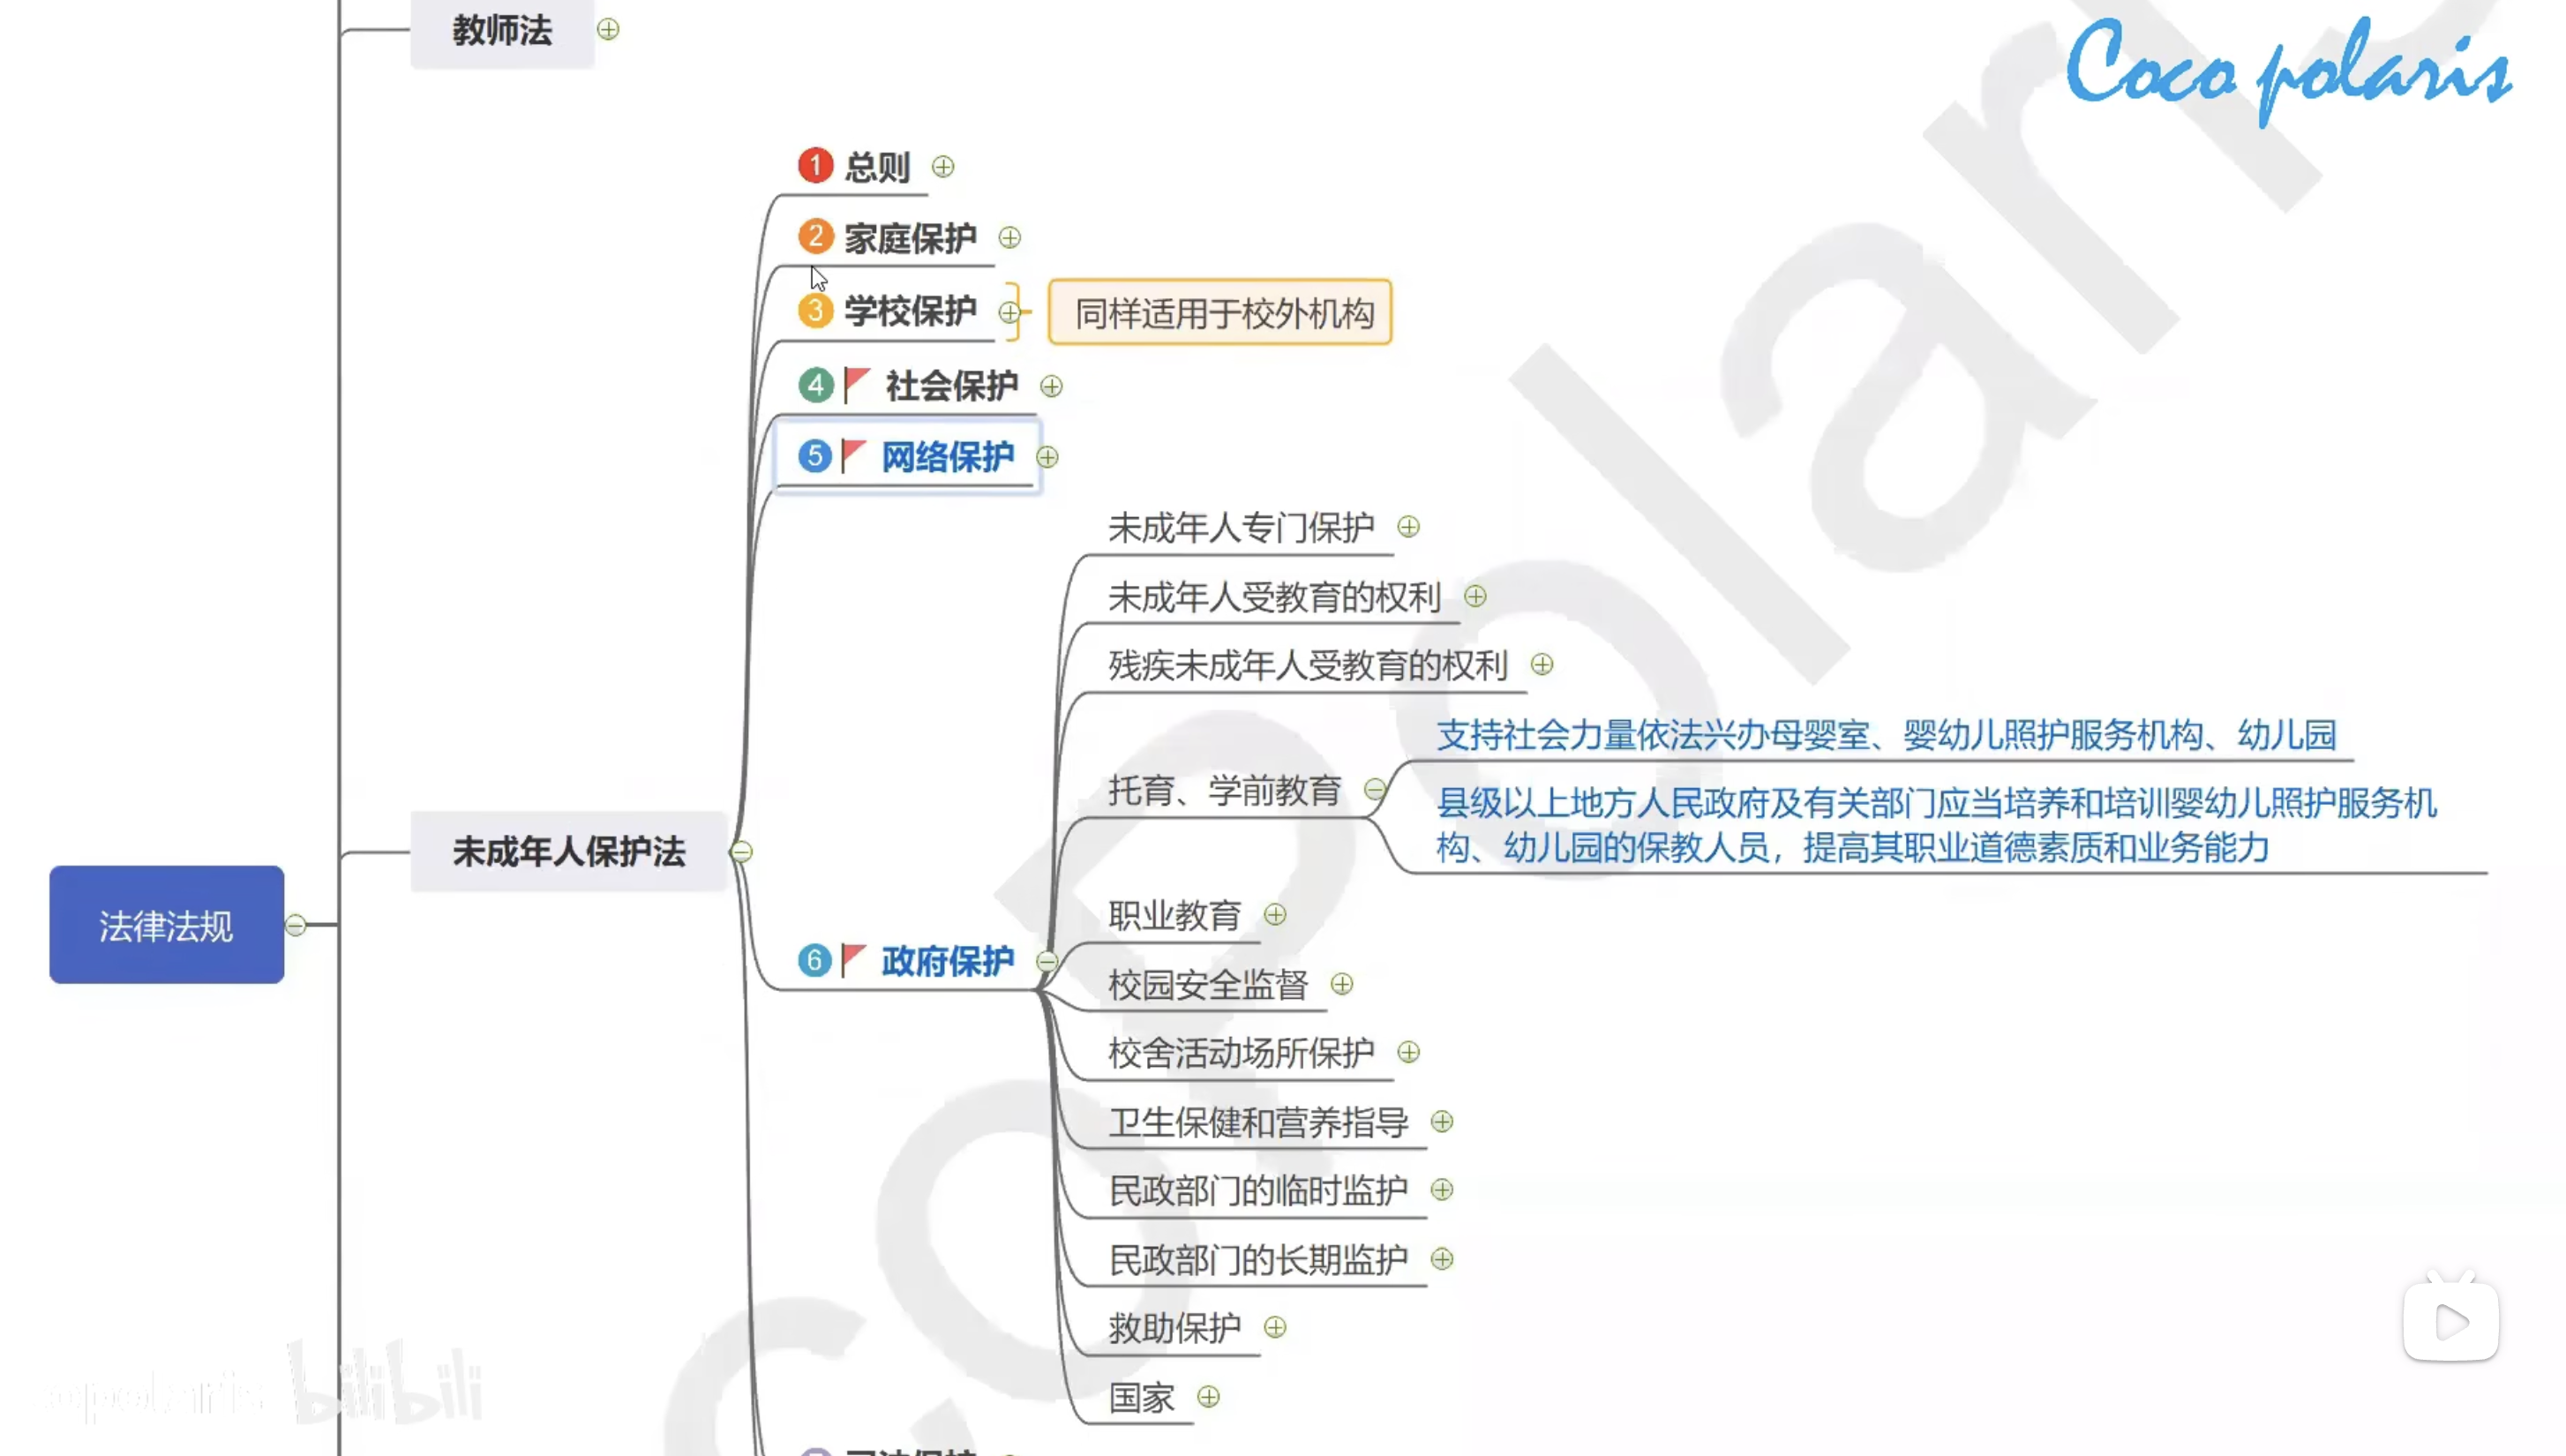 教师法
Coco polaris
1 总则
2 家庭保护
3 学校保护
同样适用于校外机构
4 社会保护
5 网络保护
未成年人专门保护
未成年人受教育的权利
残疾未成年人受教育的权利
支持社会力量依法兴办母婴室、婴幼儿照护服务机构、幼儿园
托育、学前教育
县级以上地方人民政府及有关部门应当培养和培训婴幼儿照护服务机
构、幼儿园的保教人员，提高其职业道德素质和业务能力
未成年人保护法
职业教育
法律法规
6 政府保护
校园安全监督
校舍活动场所保护
卫生保健和营养指导
民政部门的临时监护
民政部门的长期监护
救助保护
国家
bilibili